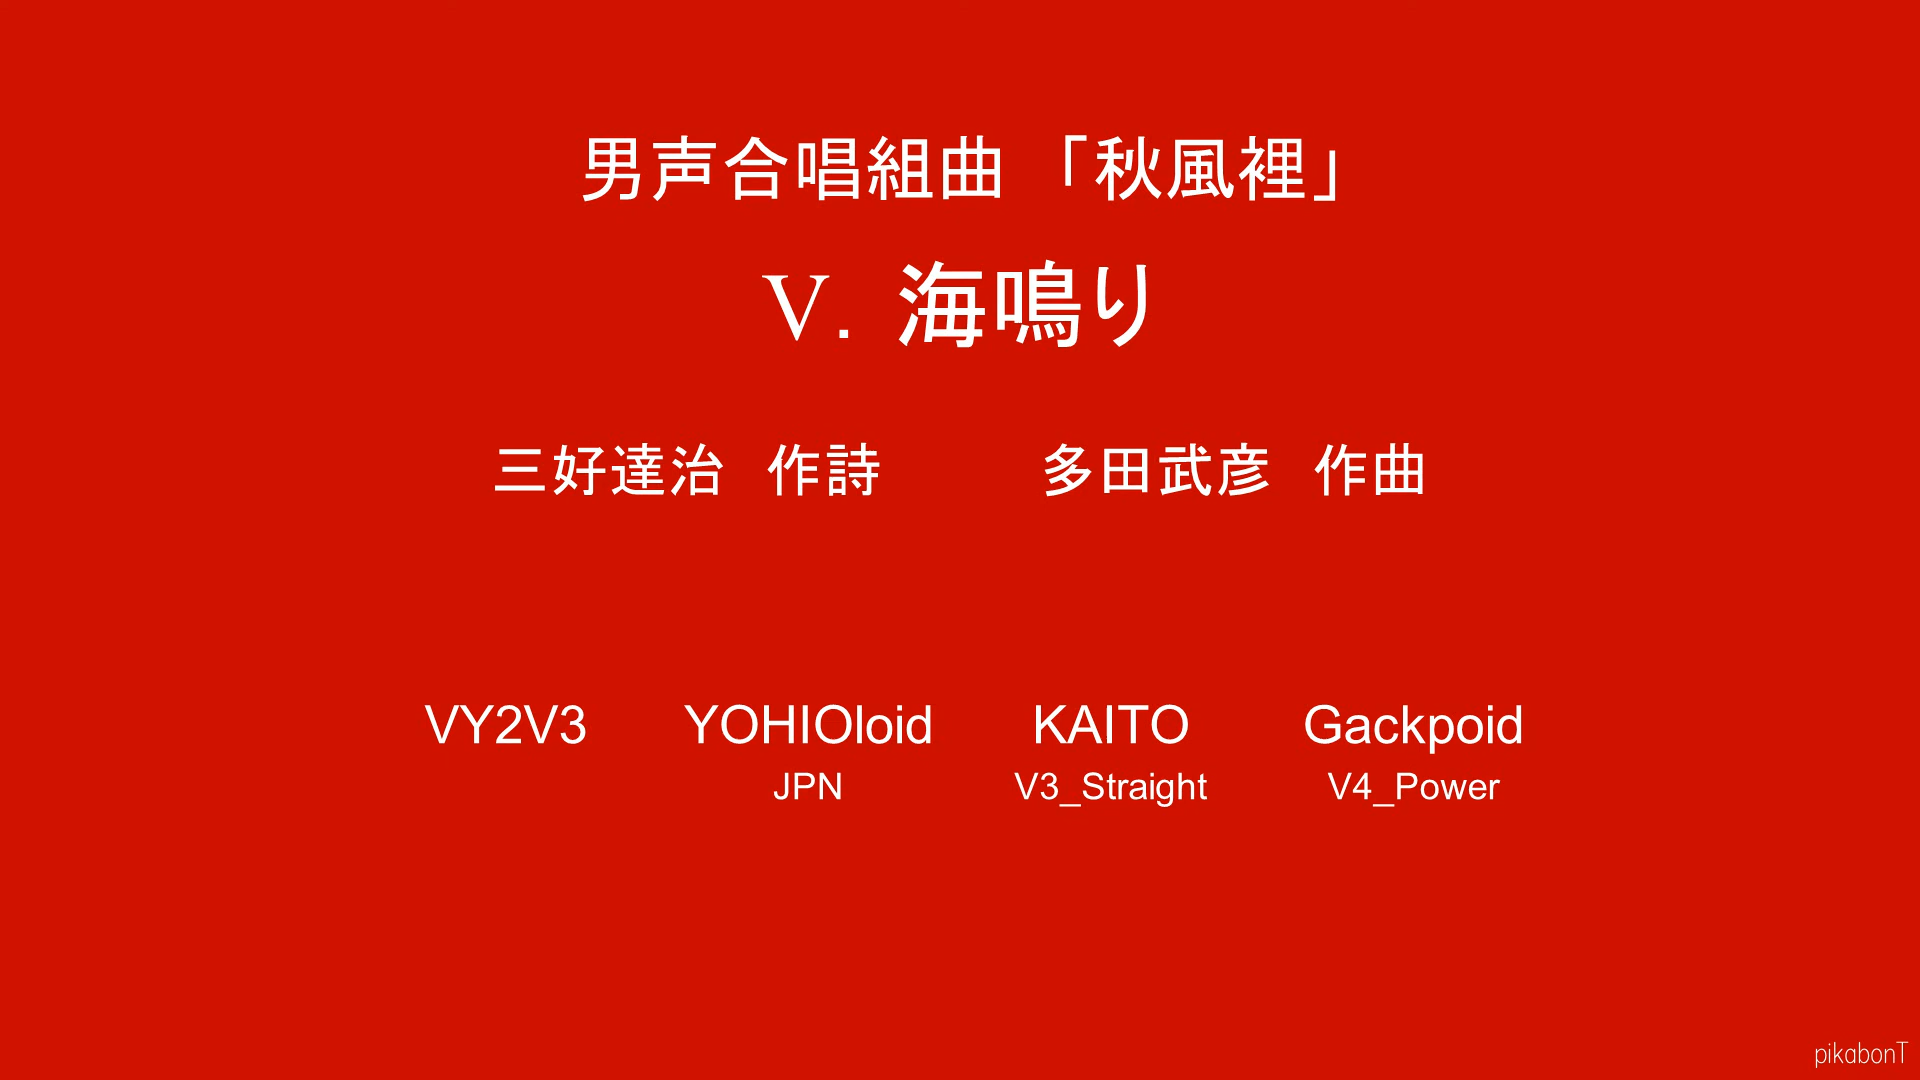 男声合唱組曲 「秋風裡」
V. 海鳴り
三好達治 作詩 多田武彦 作曲
VY2V3 YOHIOloid KAITO Gackpoid
JPN V3_Straight V4_Power
pikabonT